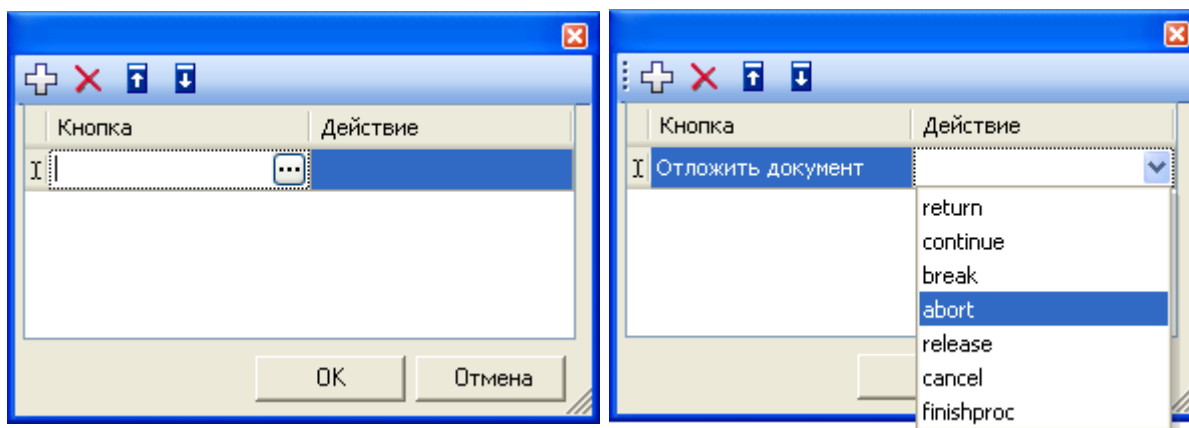 Кнопка Действие
OK Отмена
Кнопка Действие
Отложить документ
return
continue
break
abort
release
cancel
finishproc